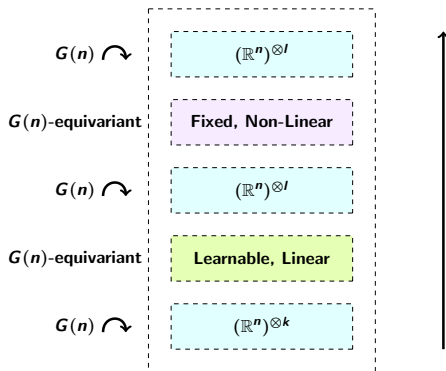 G(n) (ℝⁿ)^{⊗l}
G(n)-equivariant Fixed, Non-Linear
G(n) (ℝⁿ)^{⊗l}
G(n)-equivariant Learnable, Linear
G(n) (ℝⁿ)^{⊗k}